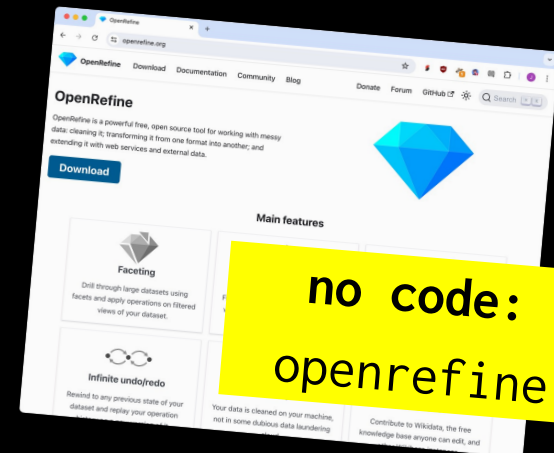 OpenRefine
openrefine.org
OpenRefine Download Documentation Community Blog Donate Forum GitHub Search
OpenRefine
OpenRefine is a powerful free, open source tool for working with messy
data: cleaning it; transforming it from one format into another; and
extending it with web services and external data.
Download
Main features
Faceting
Drill through large datasets using
facets and apply operations on filtered
views of your dataset.
no code:
openrefine
Infinite undo/redo
Rewind to any previous state of your
dataset and replay your operation
Your data is cleaned on your machine,
not in some dubious data laundering
Contribute to Wikidata, the free
knowledge base anyone can edit, and